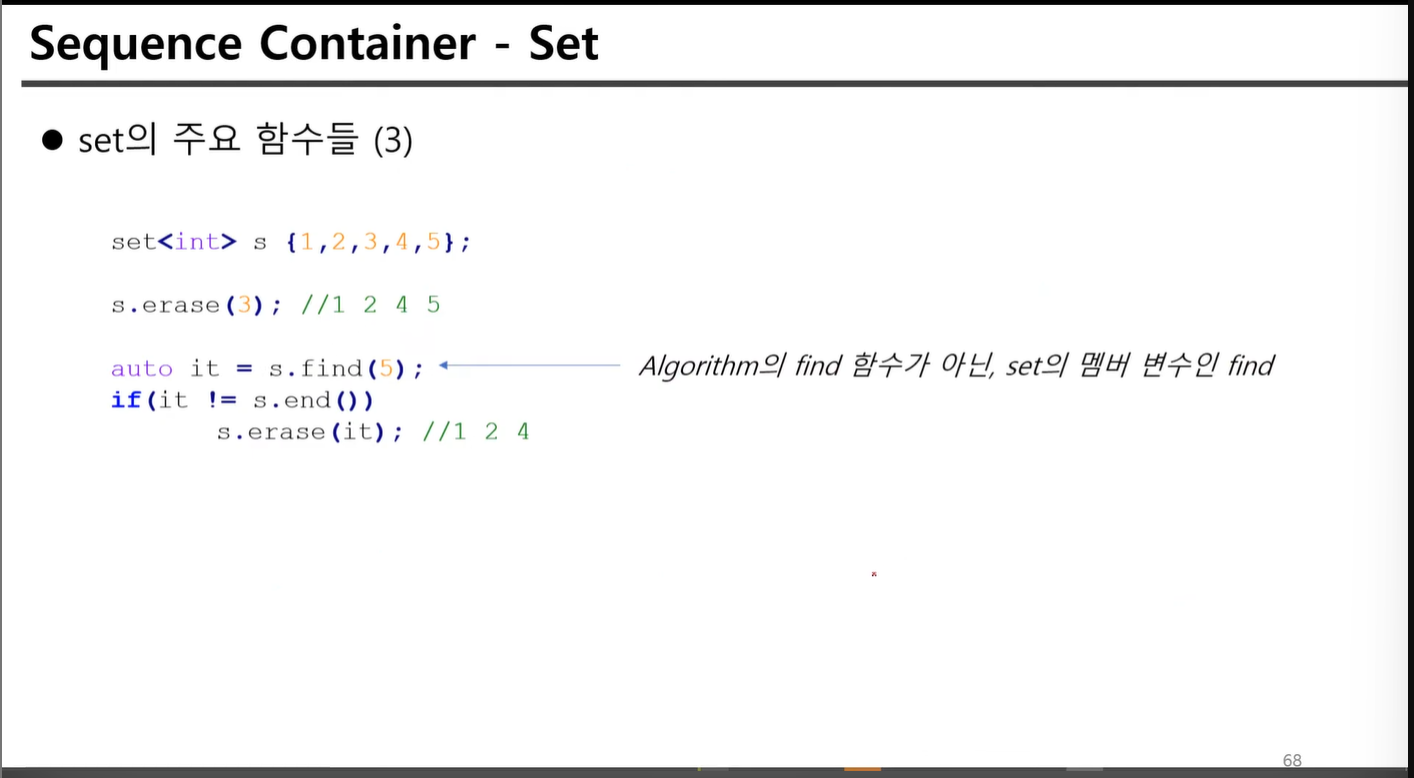 Sequence Container - Set
● set의 주요 함수들 (3)
set<int> s {1,2,3,4,5};
s.erase(3); //1 2 4 5
auto it = s.find(5);
Algorithm의 find 함수가 아닌, set의 멤버 변수인 find
if(it != s.end())
s.erase(it); //1 2 4
68